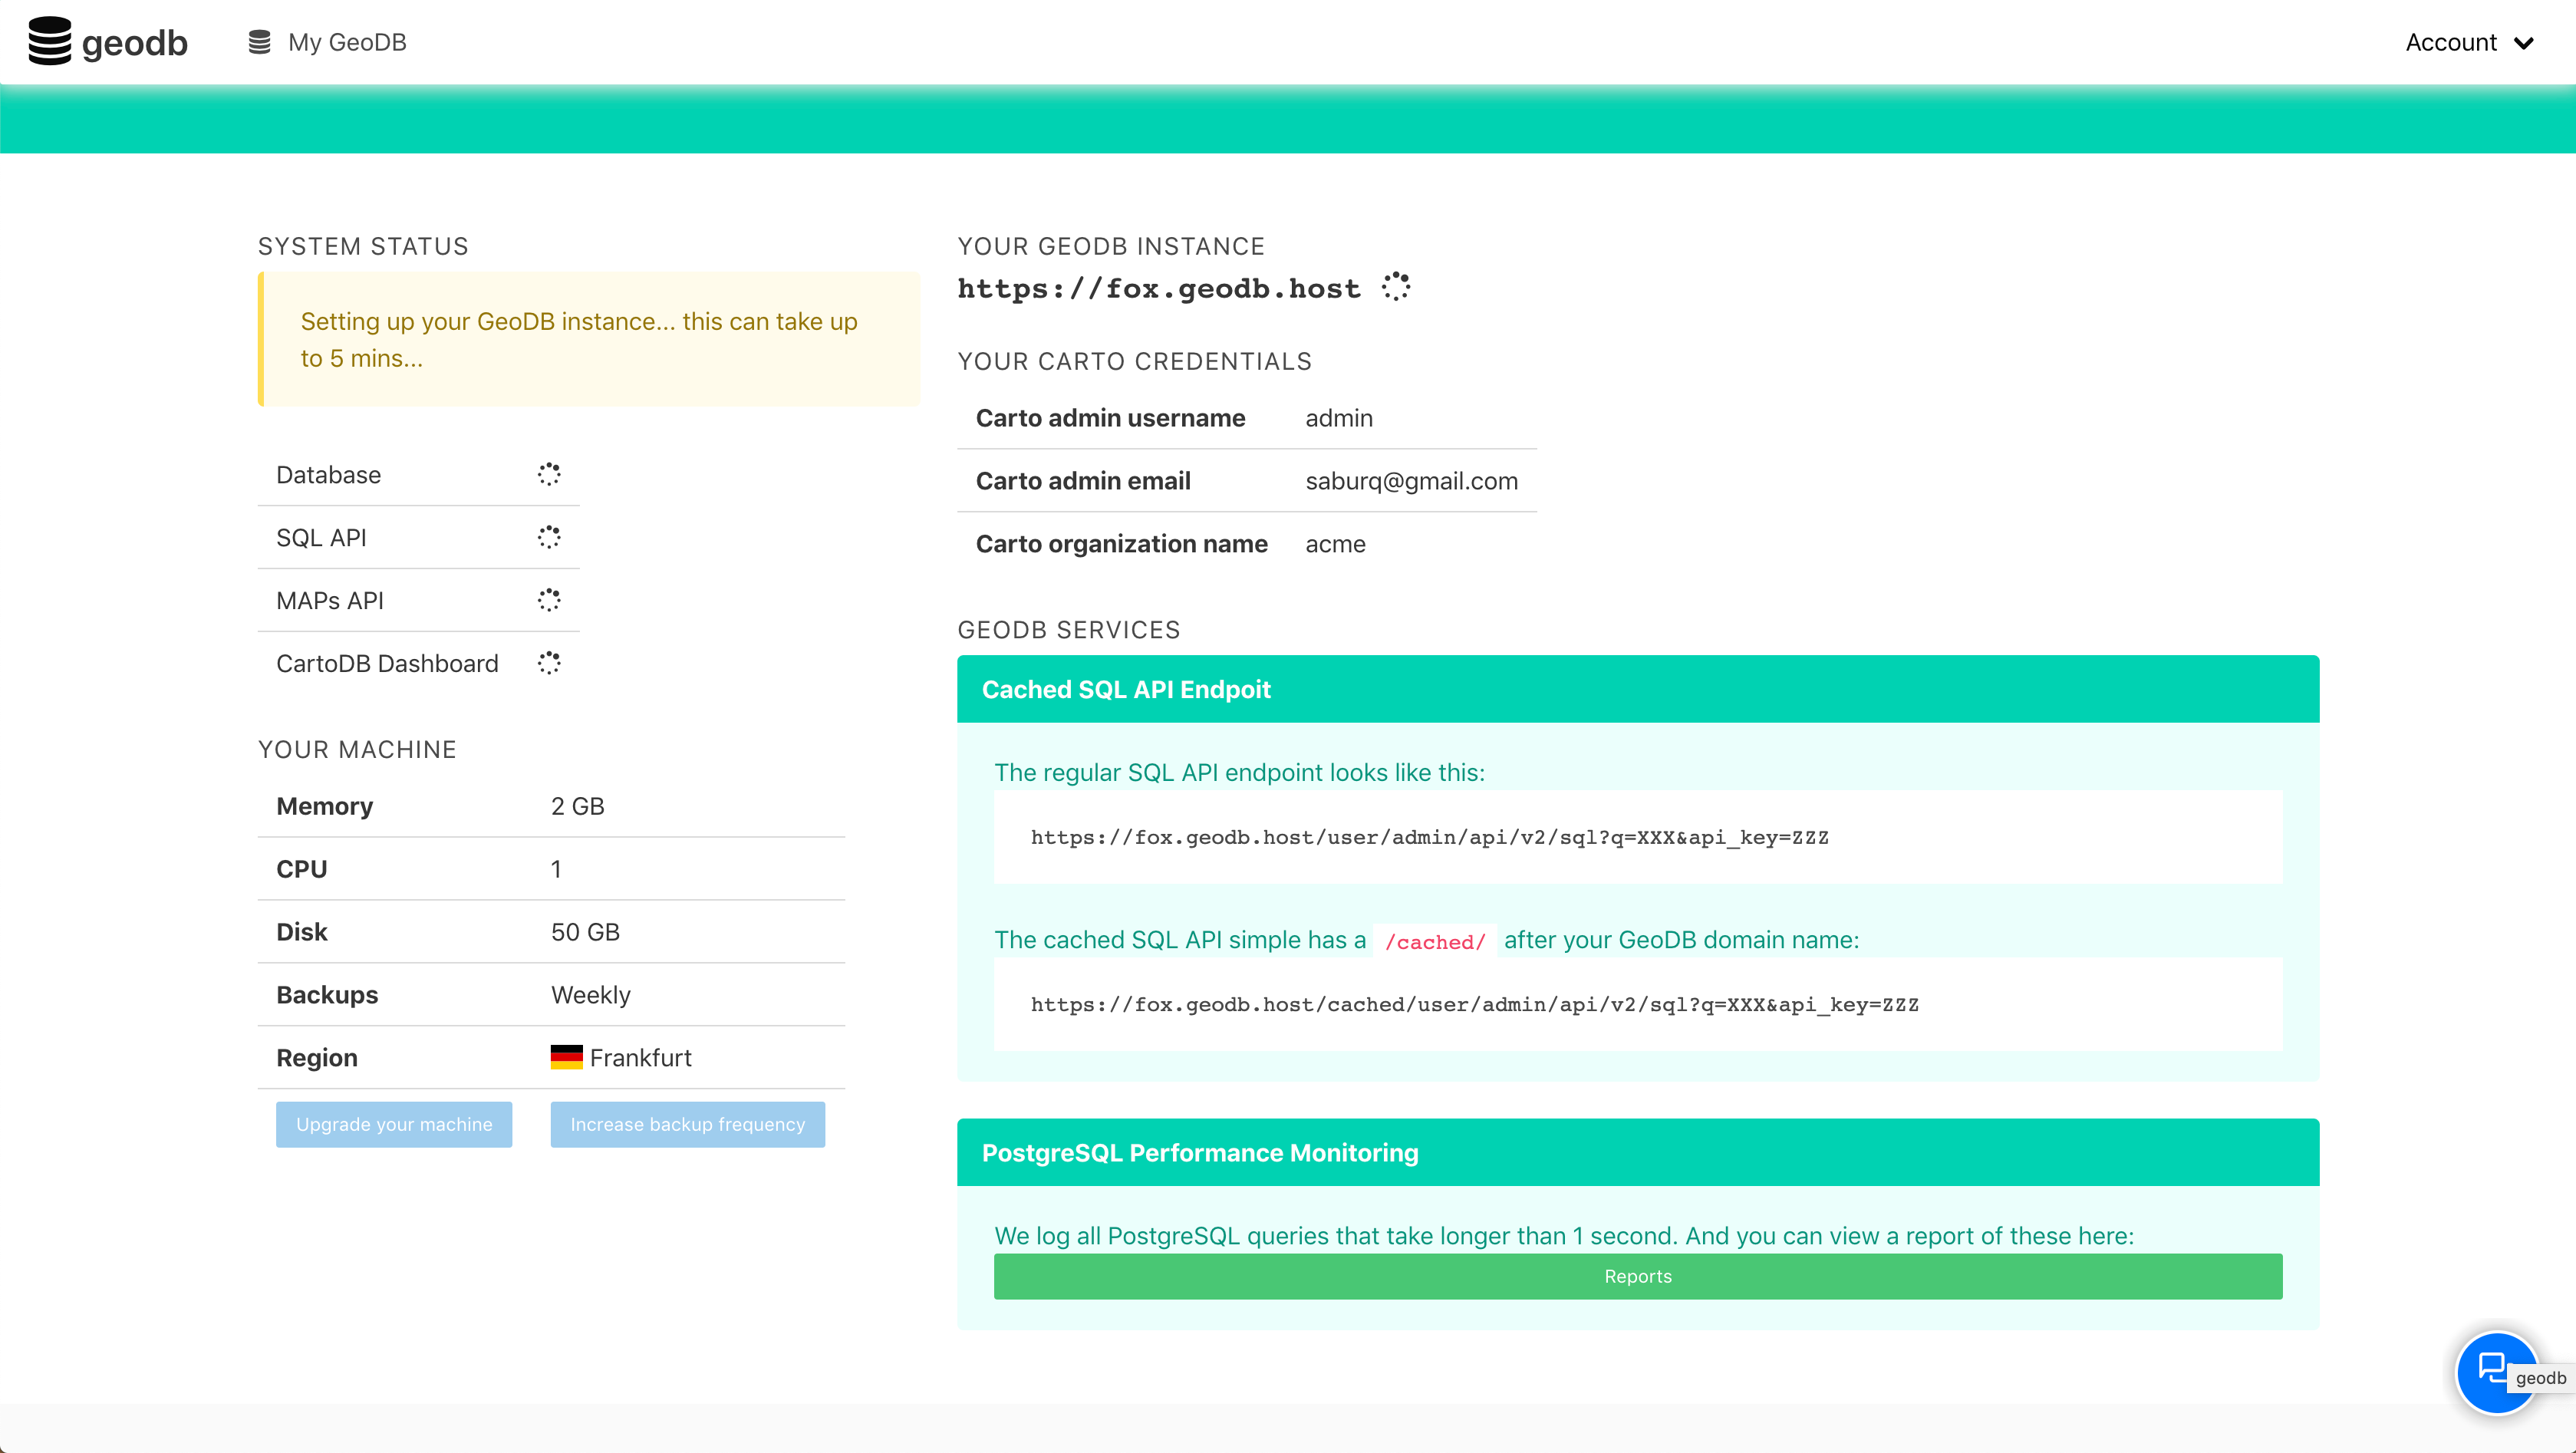 geodb
My GeoDB
Account
SYSTEM STATUS
Setting up your GeoDB instance... this can take up
to 5 mins...
Database
SQL API
MAPs API
CartoDB Dashboard
YOUR MACHINE
Memory 2 GB
CPU 1
Disk 50 GB
Backups Weekly
Region Frankfurt
Upgrade your machine
Increase backup frequency
YOUR GEODB INSTANCE
https://fox.geodb.host
YOUR CARTO CREDENTIALS
Carto admin username admin
Carto admin email saburq@gmail.com
Carto organization name acme
GEODB SERVICES
Cached SQL API Endpoit
The regular SQL API endpoint looks like this:
https://fox.geodb.host/user/admin/api/v2/sql?q=XXX&api_key=ZZZ
The cached SQL API simple has a /cached/ after your GeoDB domain name:
https://fox.geodb.host/cached/user/admin/api/v2/sql?q=XXX&api_key=ZZZ
PostgreSQL Performance Monitoring
We log all PostgreSQL queries that take longer than 1 second. And you can view a report of these here:
Reports
geodb